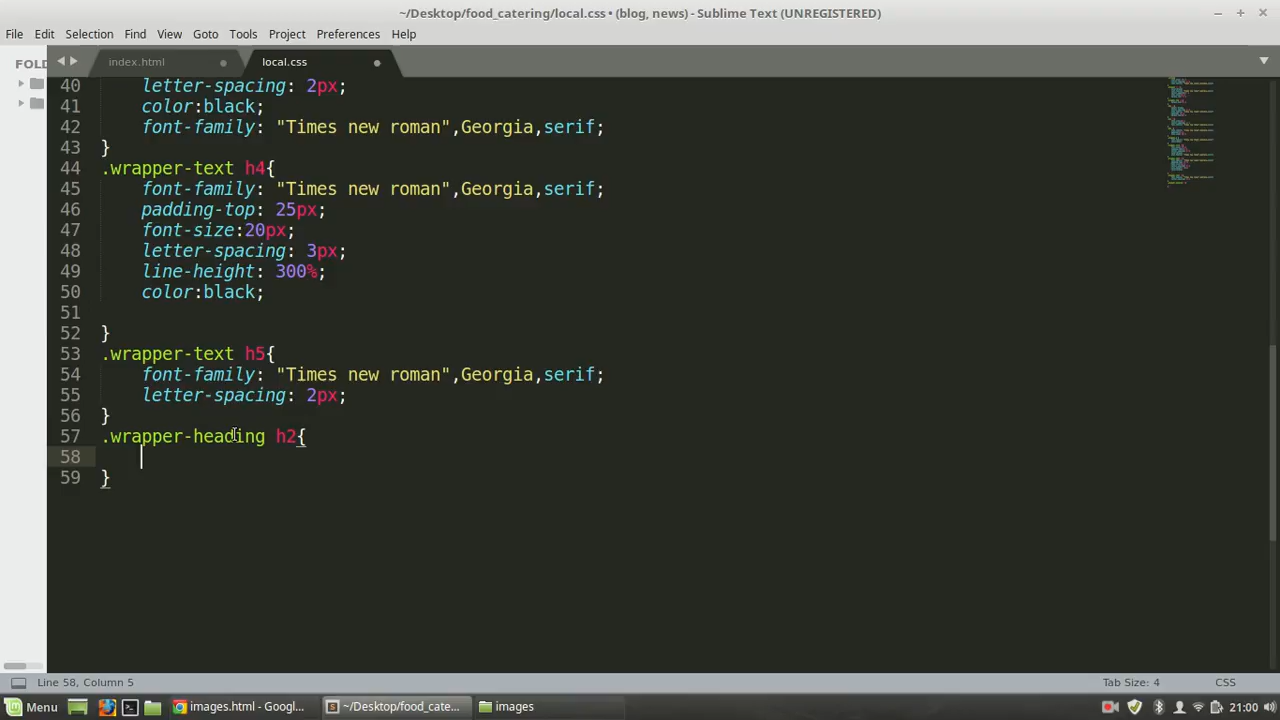 ~/Desktop/food_catering/local.css • (blog, news) - Sublime Text (UNREGISTERED)
File Edit Selection Find View Goto Tools Project Preferences Help
FOLD
index.html
local.css
40 letter-spacing: 2px;
41 color:black;
42 font-family: "Times new roman",Georgia,serif;
43 }
44 .wrapper-text h4{
45 font-family: "Times new roman",Georgia,serif;
46 padding-top: 25px;
47 font-size:20px;
48 letter-spacing: 3px;
49 line-height: 300%;
50 color:black;
51
52 }
53 .wrapper-text h5{
54 font-family: "Times new roman",Georgia,serif;
55 letter-spacing: 2px;
56 }
57 .wrapper-heading h2{
58
59 }
Line 58, Column 5
Tab Size: 4
CSS
Menu
images.html - Googl...
~/Desktop/food_cate...
images
21:00